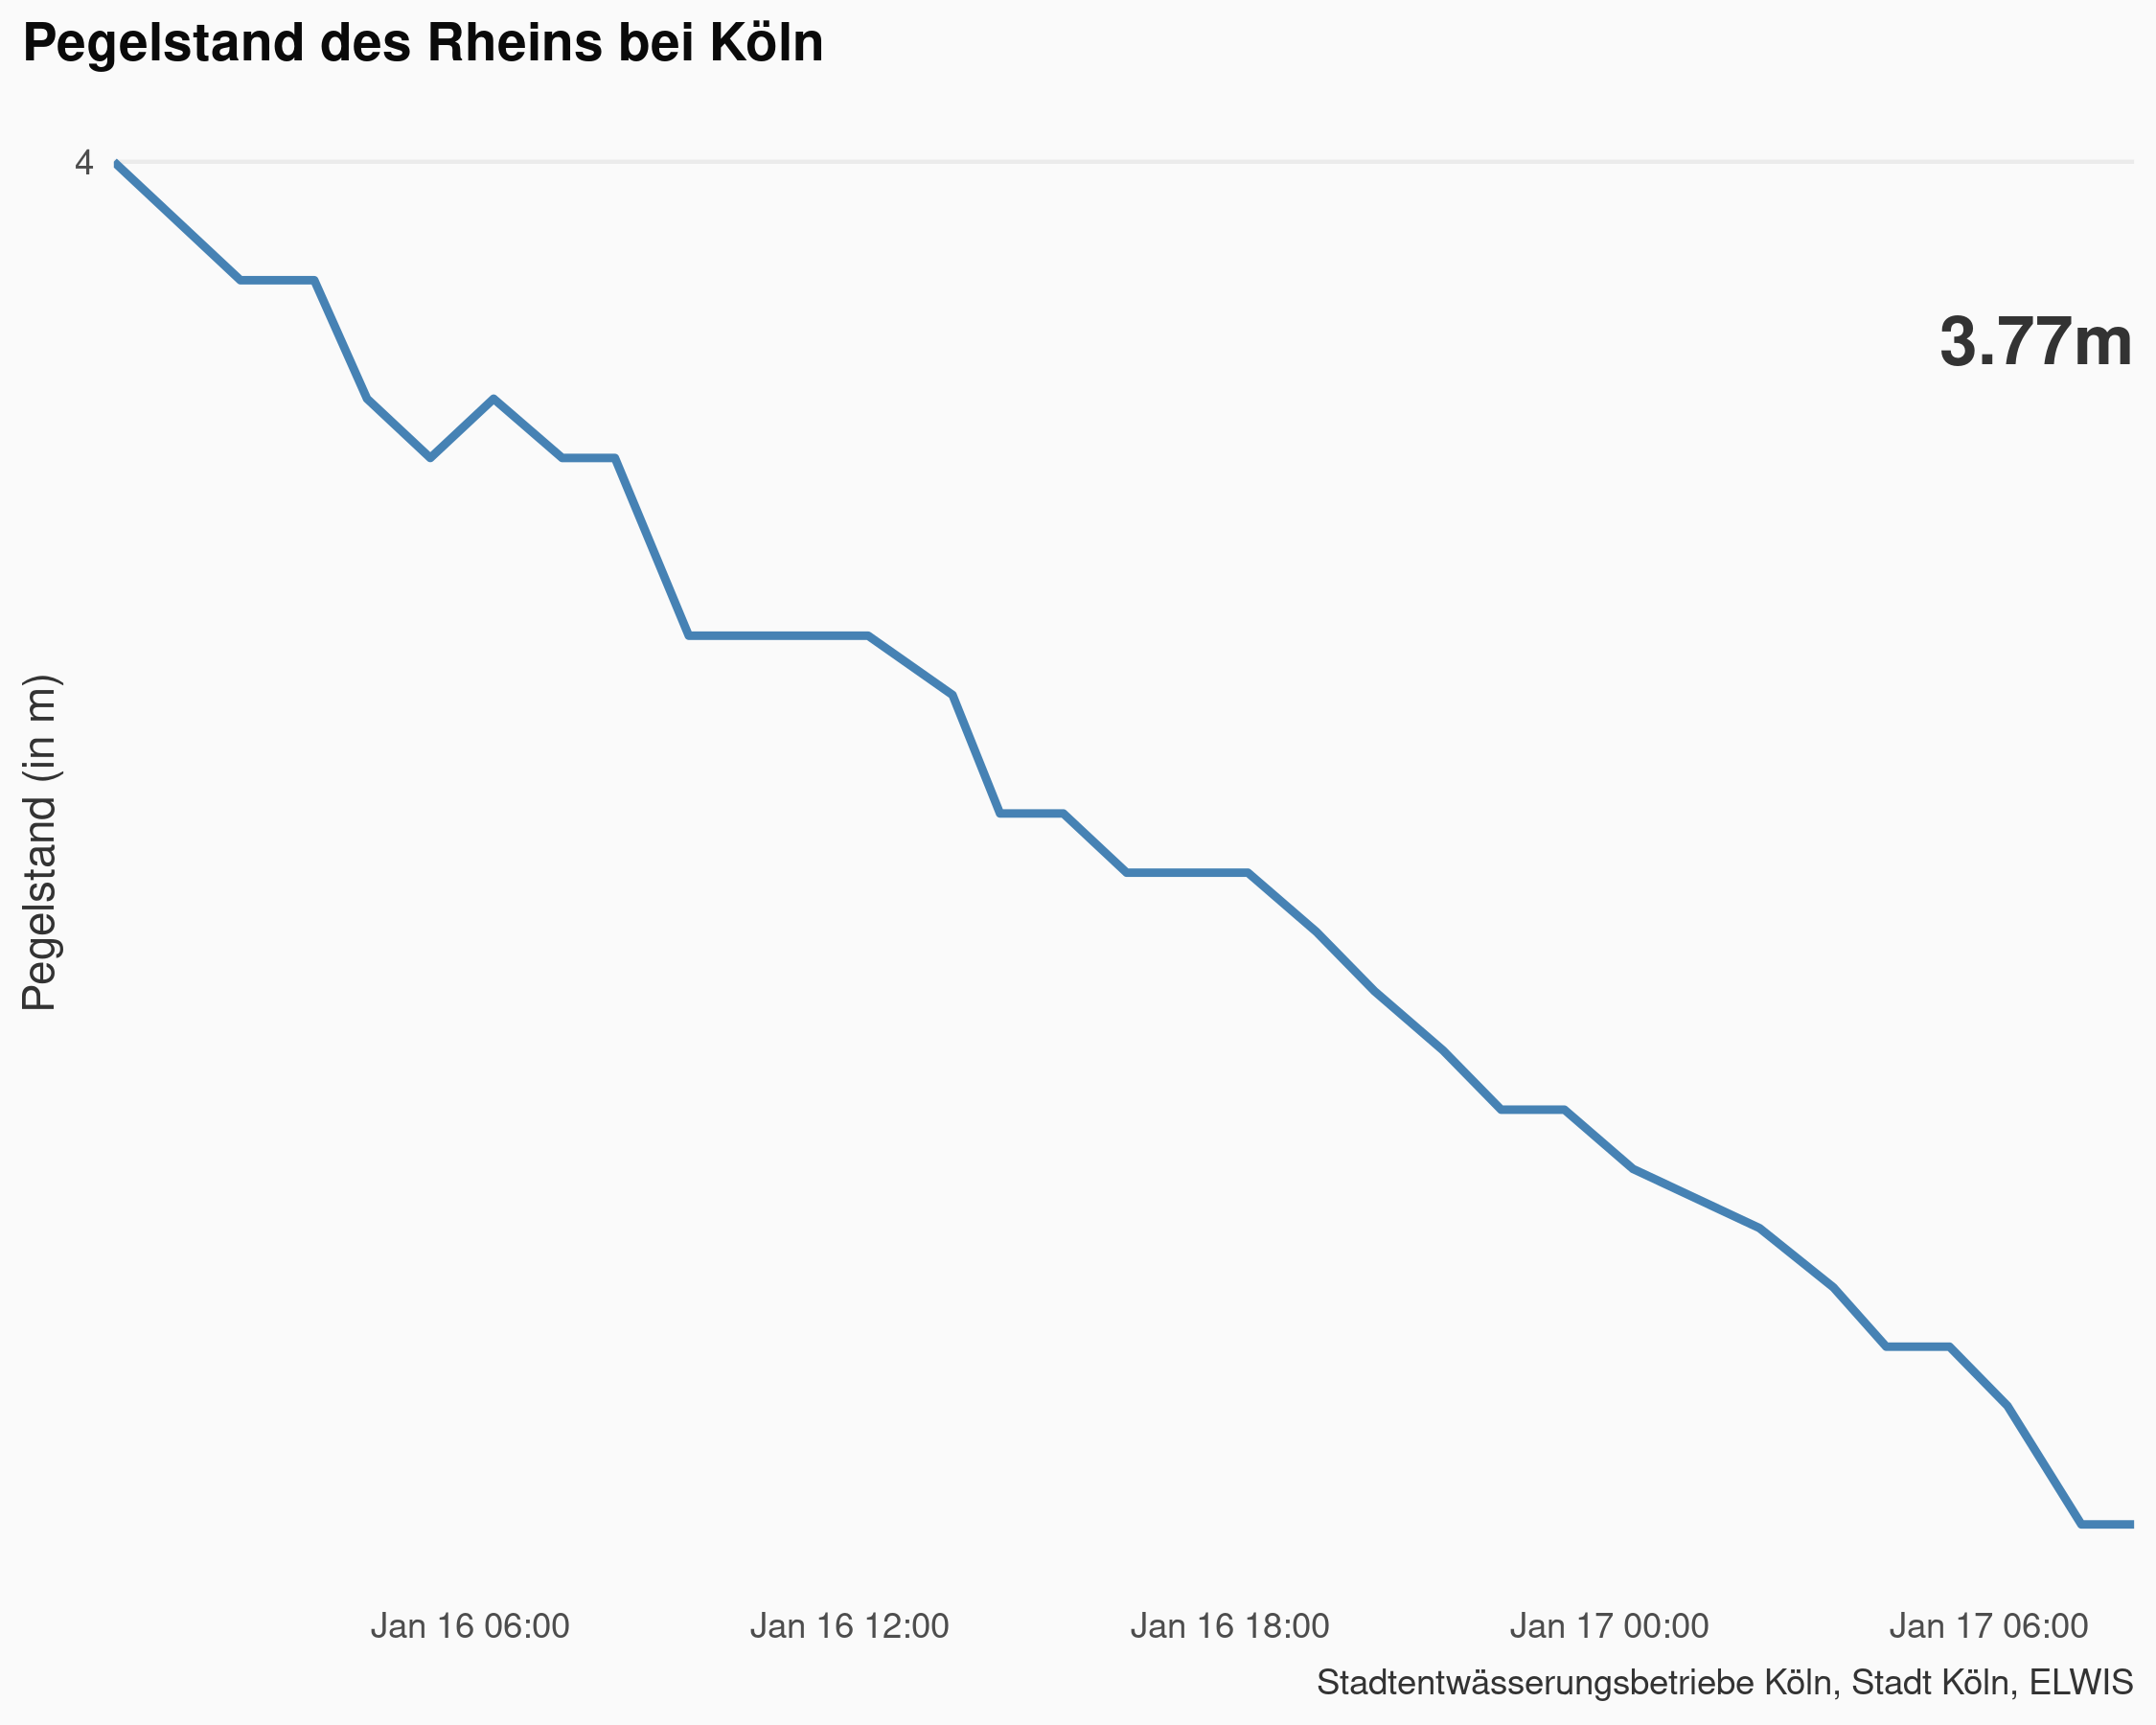 Pegelstand des Rheins bei Köln
4
3.77m
Pegelstand (in m)
Jan 16 06:00
Jan 16 12:00
Jan 16 18:00
Jan 17 00:00
Jan 17 06:00
Stadtentwässerungsbetriebe Köln, Stadt Köln, ELWIS